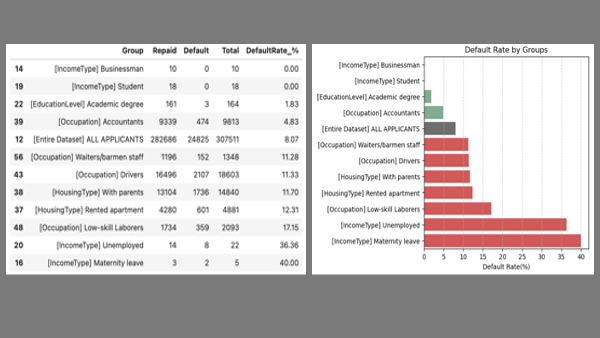 Group Repaid Default Total DefaultRate_%
14 [IncomeType] Businessman 10 0 10 0.00
19 [IncomeType] Student 18 0 18 0.00
22 [EducationLevel] Academic degree 161 3 164 1.83
39 [Occupation] Accountants 9339 474 9813 4.83
12 [Entire Dataset] ALL APPLICANTS 282686 24825 307511 8.07
56 [Occupation] Waiters/barmen staff 1196 152 1348 11.28
43 [Occupation] Drivers 16496 2107 18603 11.33
38 [HousingType] With parents 13104 1736 14840 11.70
37 [HousingType] Rented apartment 4280 601 4881 12.31
48 [Occupation] Low-skill Laborers 1734 359 2093 17.15
20 [IncomeType] Unemployed 14 8 22 36.36
16 [IncomeType] Maternity leave 3 2 5 40.00
Default Rate by Groups
[IncomeType] Businessman
[IncomeType] Student
[EducationLevel] Academic degree
[Occupation] Accountants
[Entire Dataset] ALL APPLICANTS
[Occupation] Waiters/barmen staff
[Occupation] Drivers
[HousingType] With parents
[HousingType] Rented apartment
[Occupation] Low-skill Laborers
[IncomeType] Unemployed
[IncomeType] Maternity leave
0 5 10 15 20 25 30 35 40
Default Rate(%)